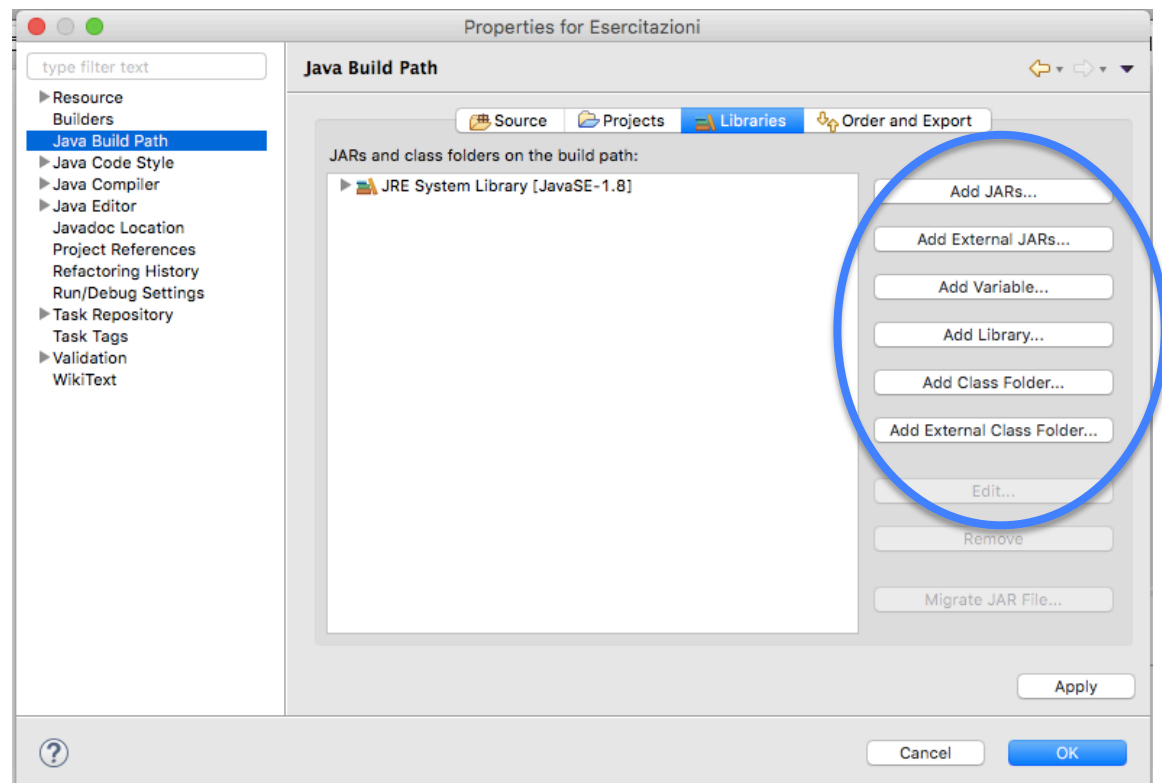 Properties for Esercitazioni
type filter text
Java Build Path
Resource
Builders
Java Build Path
Java Code Style
Java Compiler
Java Editor
Javadoc Location
Project References
Refactoring History
Run/Debug Settings
Task Repository
Task Tags
Validation
WikiText
Source Projects Libraries Order and Export
JARs and class folders on the build path:
JRE System Library [JavaSE-1.8]
Add JARs...
Add External JARs...
Add Variable...
Add Library...
Add Class Folder...
Add External Class Folder...
Edit...
Remove
Migrate JAR File...
Apply
?
Cancel OK